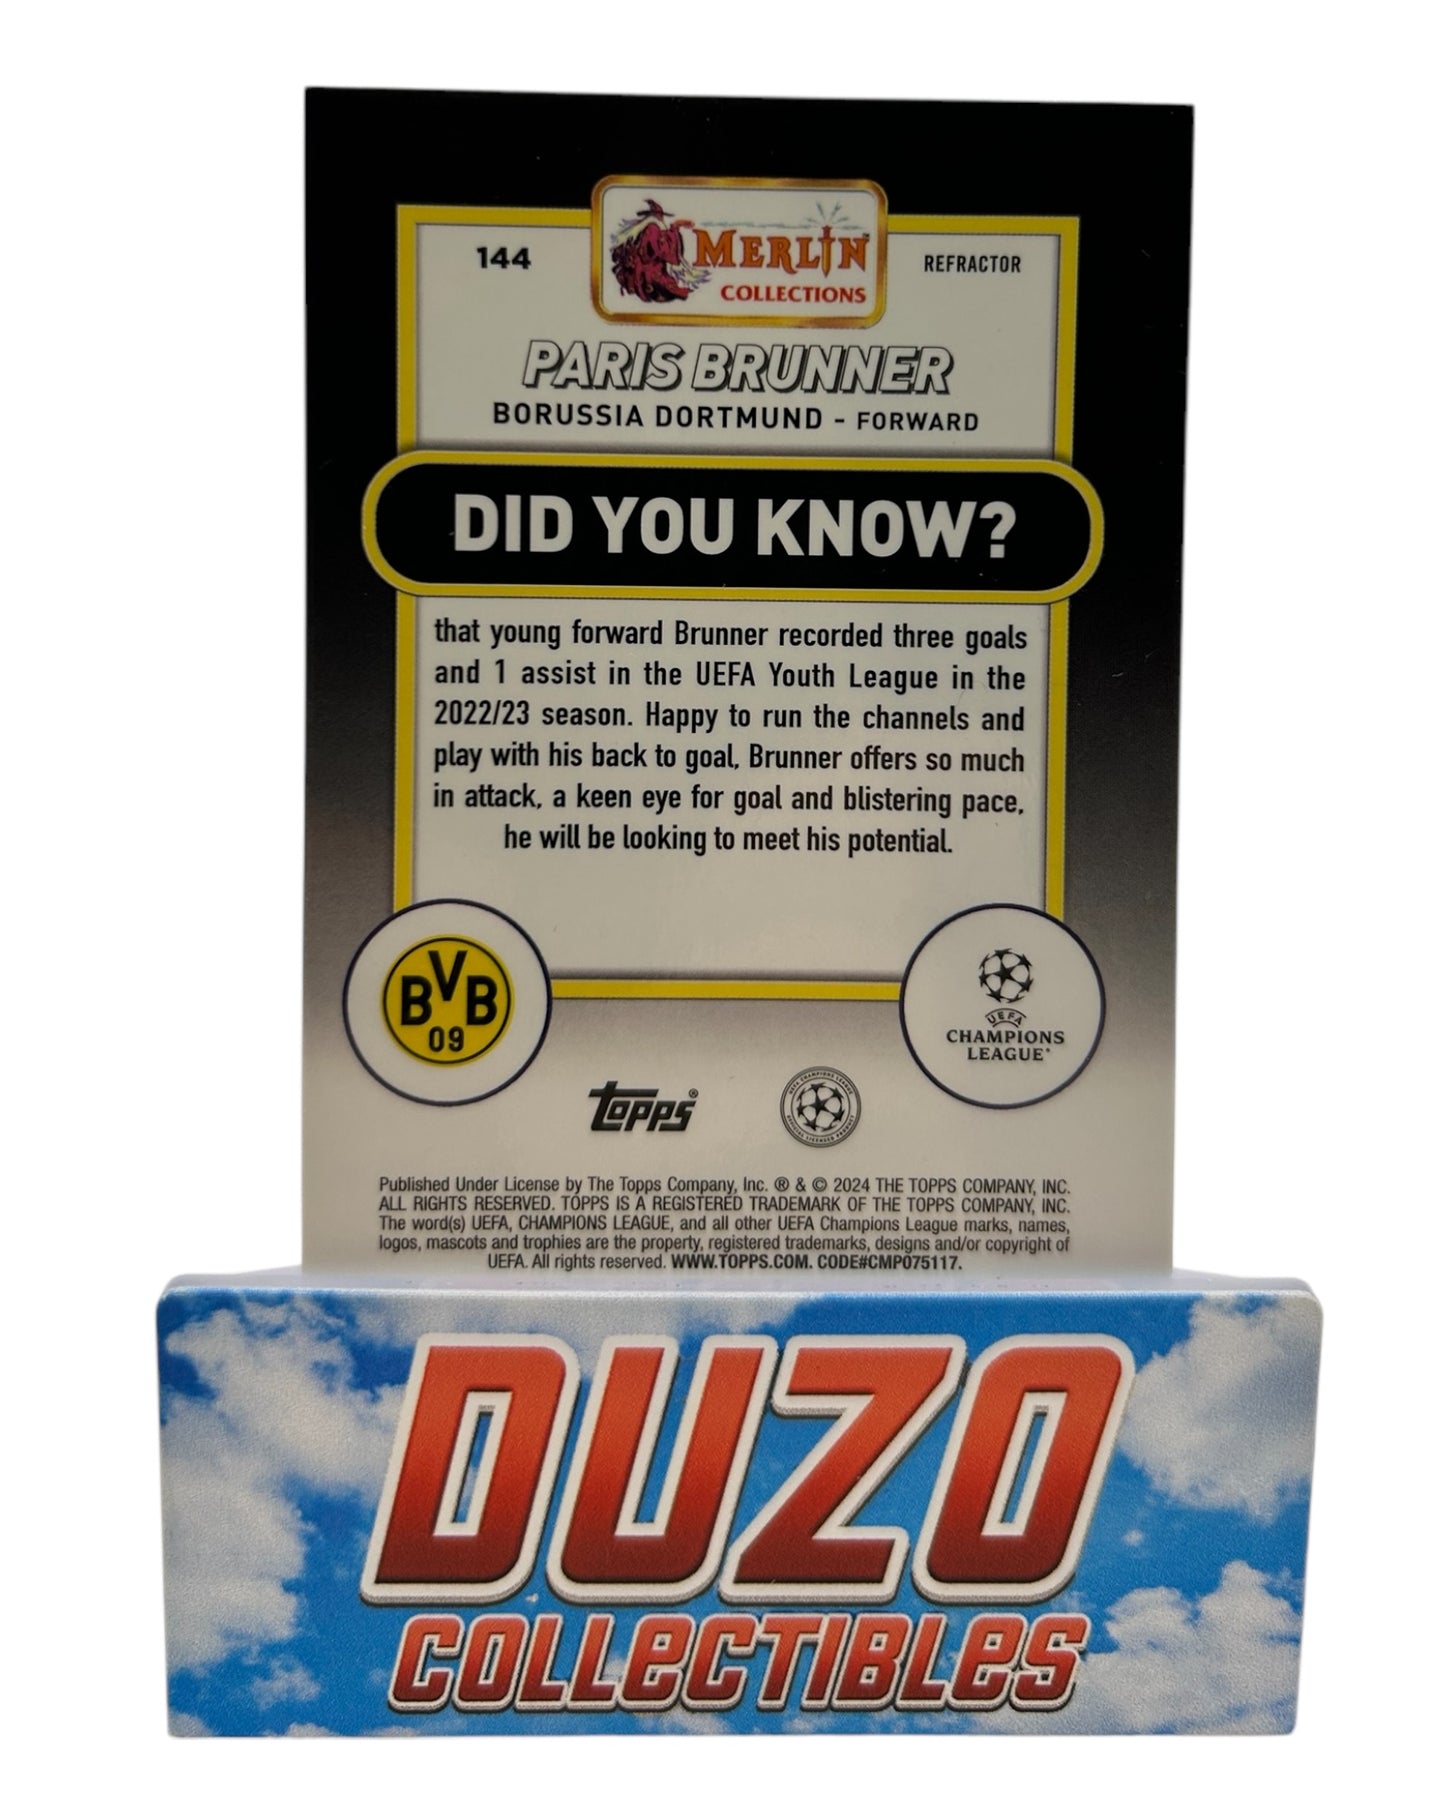 144
MERLIN™
COLLECTIONS
REFRACTOR
PARIS BRUNNER
BORUSSIA DORTMUND - FORWARD
DID YOU KNOW?
that young forward Brunner recorded three goals
and 1 assist in the UEFA Youth League in the
2022/23 season. Happy to run the channels and
play with his back to goal, Brunner offers so much
in attack, a keen eye for goal and blistering pace,
he will be looking to meet his potential.
BVB
09
UEFA
CHAMPIONS
LEAGUE®
TOPPS®
UEFA CHAMPIONS LEAGUE
OFFICIAL LICENSED PRODUCT
Published Under License by The Topps Company, Inc. ® & © 2024 THE TOPPS COMPANY, INC.
ALL RIGHTS RESERVED. TOPPS IS A REGISTERED TRADEMARK OF THE TOPPS COMPANY, INC.
The word(s) UEFA, CHAMPIONS LEAGUE, and all other UEFA Champions League marks, names,
logos, mascots and trophies are the property, registered trademarks, designs and/or copyright of
UEFA. All rights reserved. WWW.TOPPS.COM. CODE#CMP075117.
DUZO
COLLECTIBLES